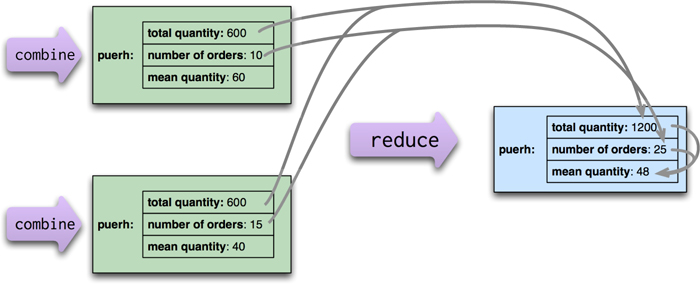 combine
puerh:
total quantity: 600
number of orders: 10
mean quantity: 60
reduce
puerh:
total quantity: 1200
number of orders: 25
mean quantity: 48
combine
puerh:
total quantity: 600
number of orders: 15
mean quantity: 40